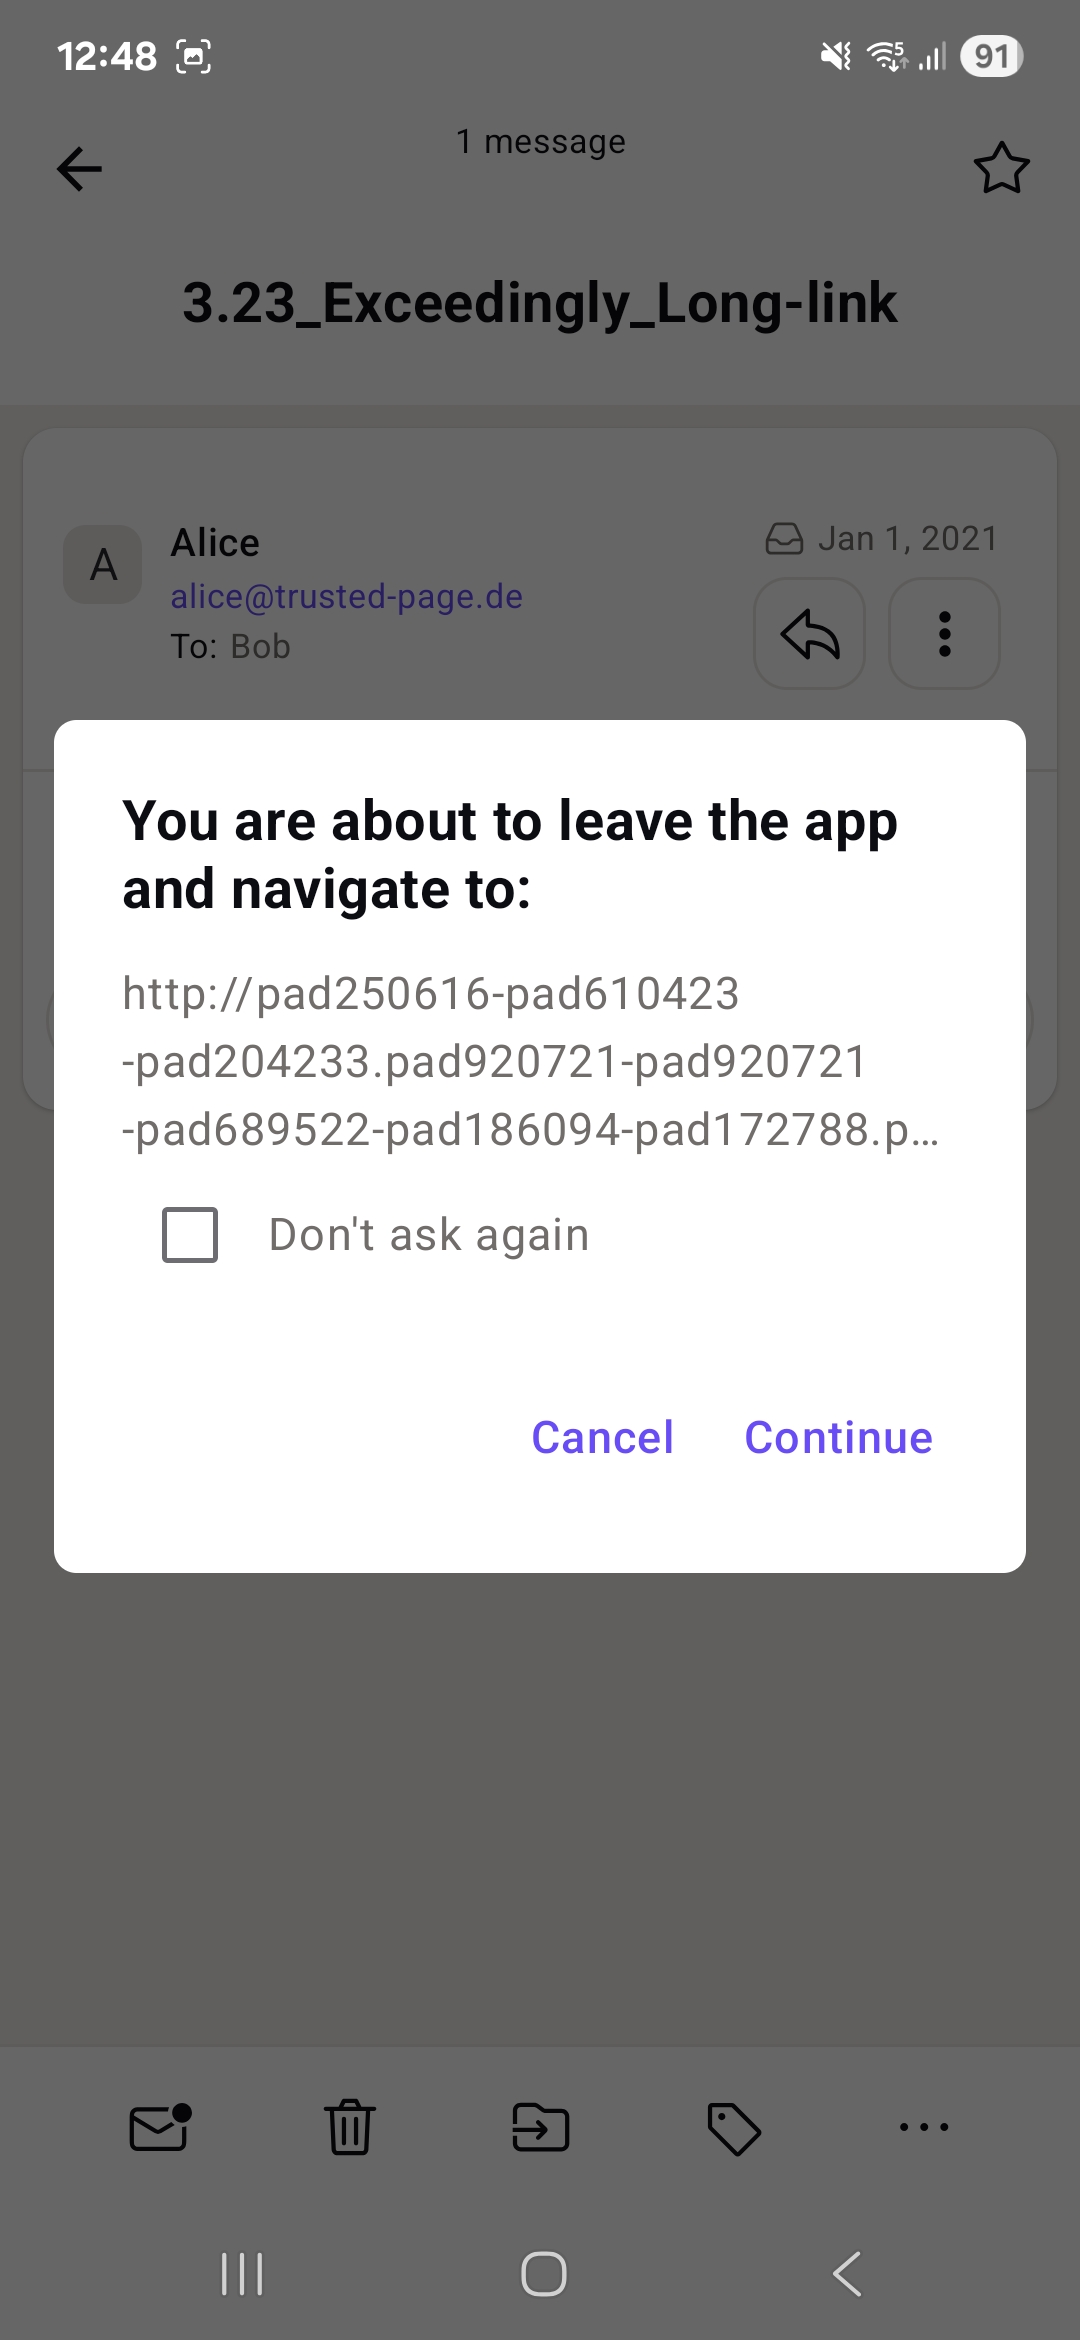 12:48
5
91
1 message
3.23_Exceedingly_Long-link
A
Alice
Jan 1, 2021
alice@trusted-page.de
To: Bob
You are about to leave the app
and navigate to:
http://pad250616-pad610423
-pad204233.pad920721-pad920721
-pad689522-pad186094-pad172788.p…
Don't ask again
Cancel
Continue